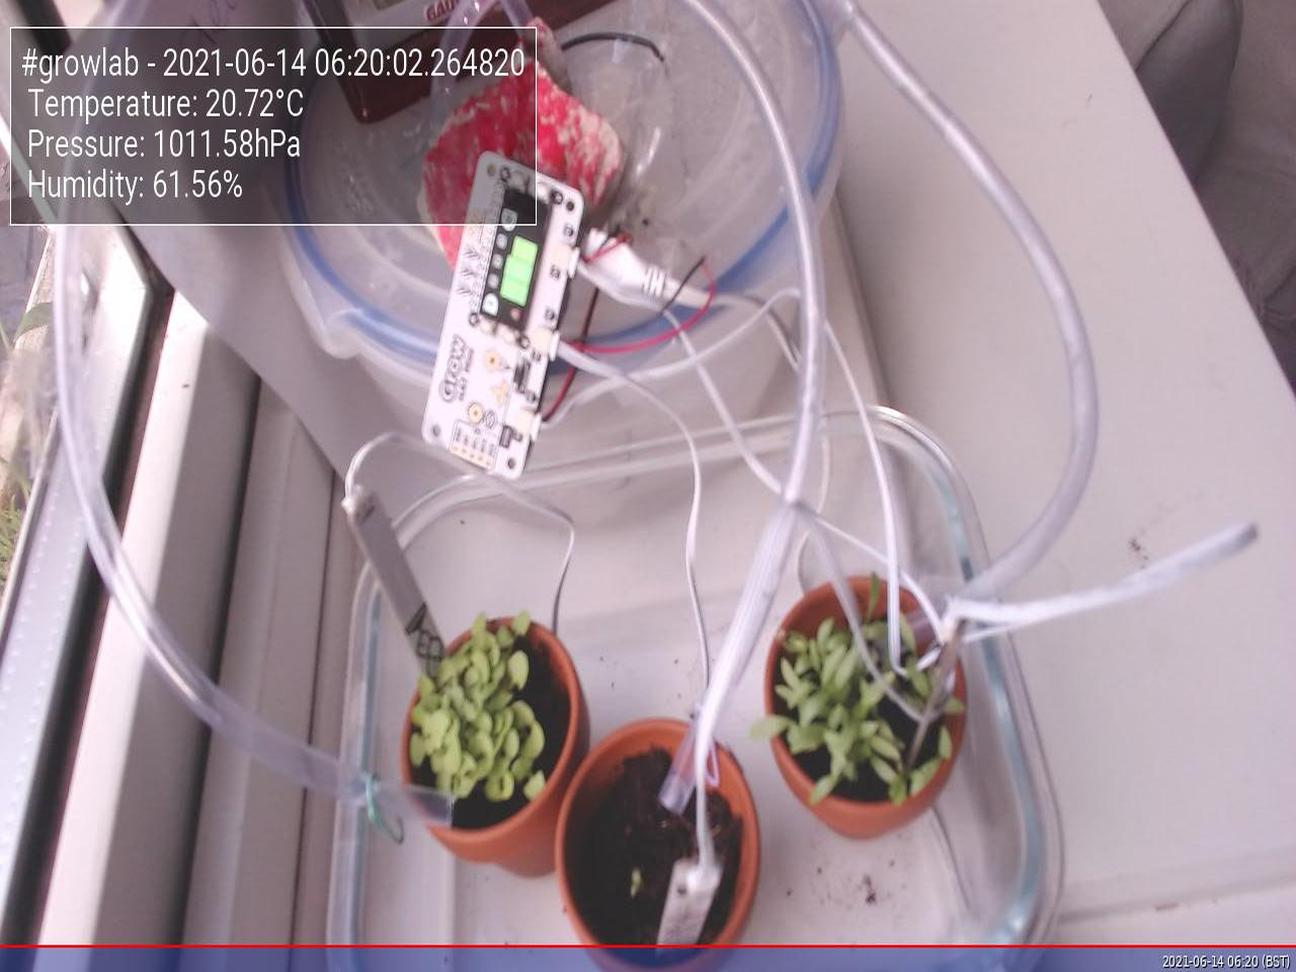 #growlab - 2021-06-14 06:20:02.264820
Temperature: 20.72°C
Pressure: 1011.58hPa
Humidity: 61.56%
GROW
2021-06-14 06:20 (BST)